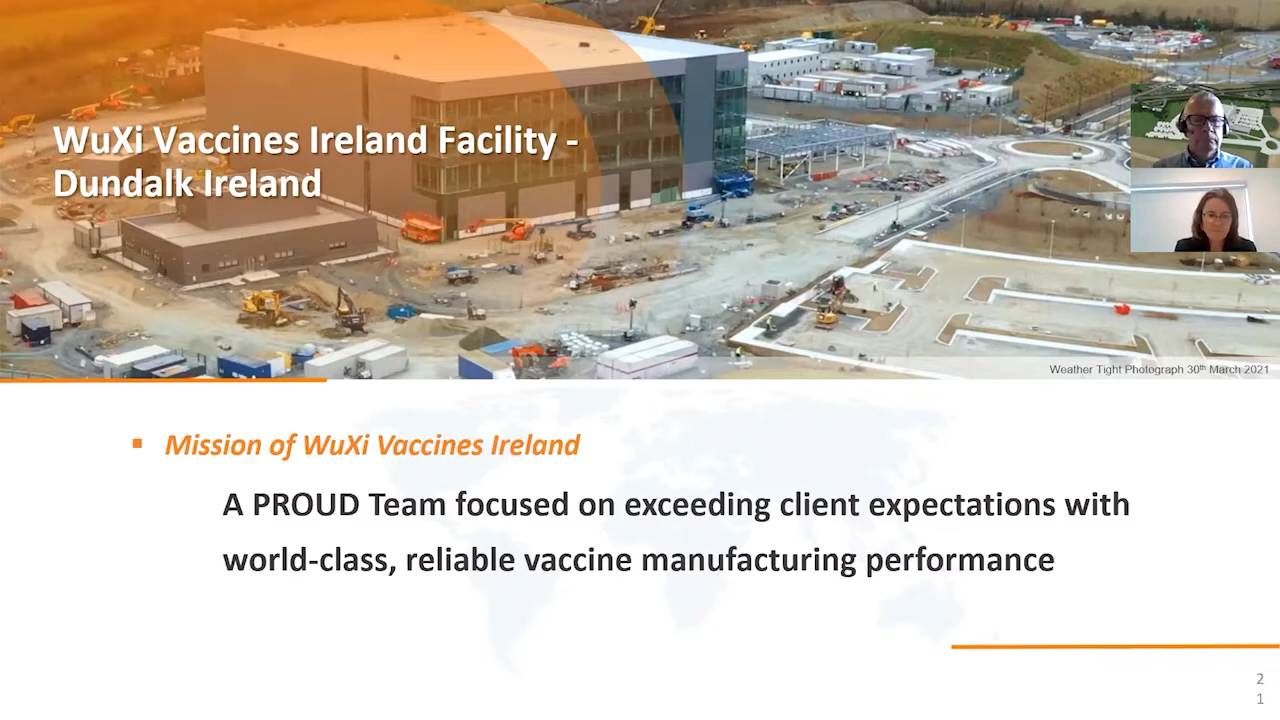 WuXi Vaccines Ireland Facility -
Dundalk Ireland
Weather Tight Photograph 30th March 2021
▪ Mission of WuXi Vaccines Ireland
A PROUD Team focused on exceeding client expectations with
world-class, reliable vaccine manufacturing performance
2
1